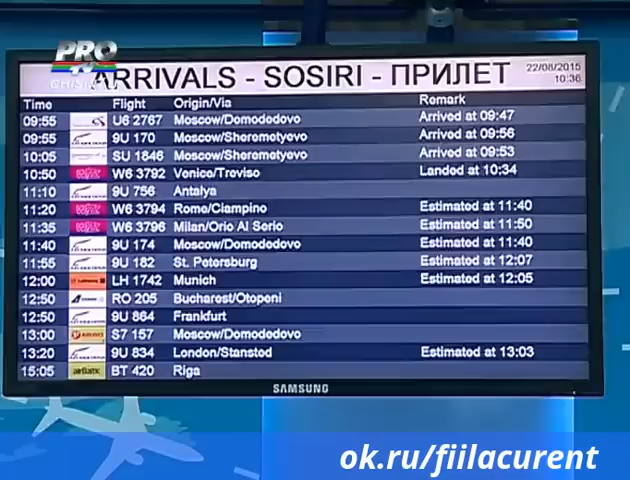 PRO
TV
CHISINAU
ARRIVALS - SOSIRI - ПРИЛЕТ
22/08/2015
10:36
Time Flight Origin/Via Remark
09:55 U6 2767 Moscow/Domodedovo Arrived at 09:47
09:55 9U 170 Moscow/Sheremetyevo Arrived at 09:56
10:05 SU 1846 Moscow/Sheremetyevo Arrived at 09:53
10:50 W6 3792 Venice/Treviso Landed at 10:34
11:10 9U 756 Antalya
11:20 W6 3794 Rome/Ciampino Estimated at 11:40
11:35 W6 3796 Milan/Orio Al Serio Estimated at 11:50
11:40 9U 174 Moscow/Domodedovo Estimated at 11:40
11:55 9U 182 St. Petersburg Estimated at 12:07
12:00 LH 1742 Munich Estimated at 12:05
12:50 RO 205 Bucharest/Otopeni
12:50 9U 864 Frankfurt
13:00 S7 157 Moscow/Domodedovo
13:20 9U 834 London/Stansted Estimated at 13:03
15:05 airBaltic BT 420 Riga
SAMSUNG
ok.ru/fiilacurent